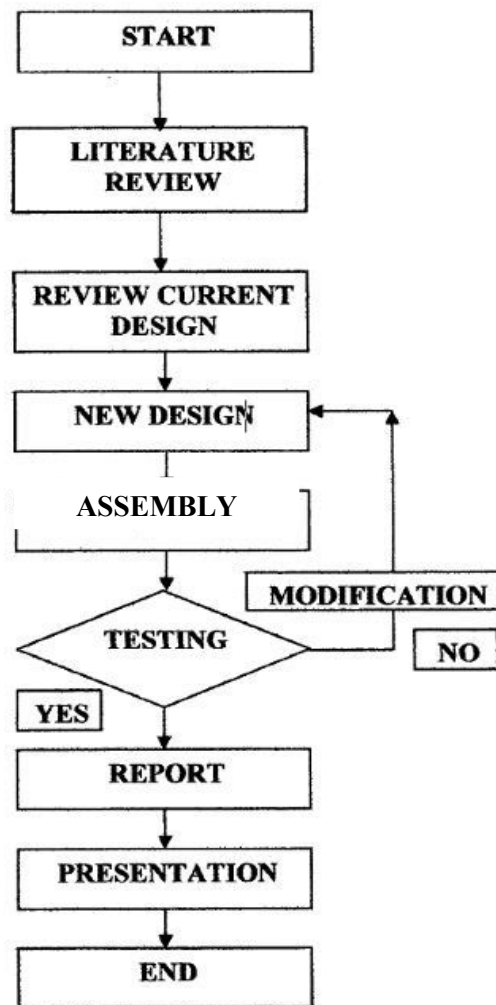 START
LITERATURE
REVIEW
REVIEW CURRENT
DESIGN
NEW DESIGN
ASSEMBLY
MODIFICATION
TESTING
NO
YES
REPORT
PRESENTATION
END